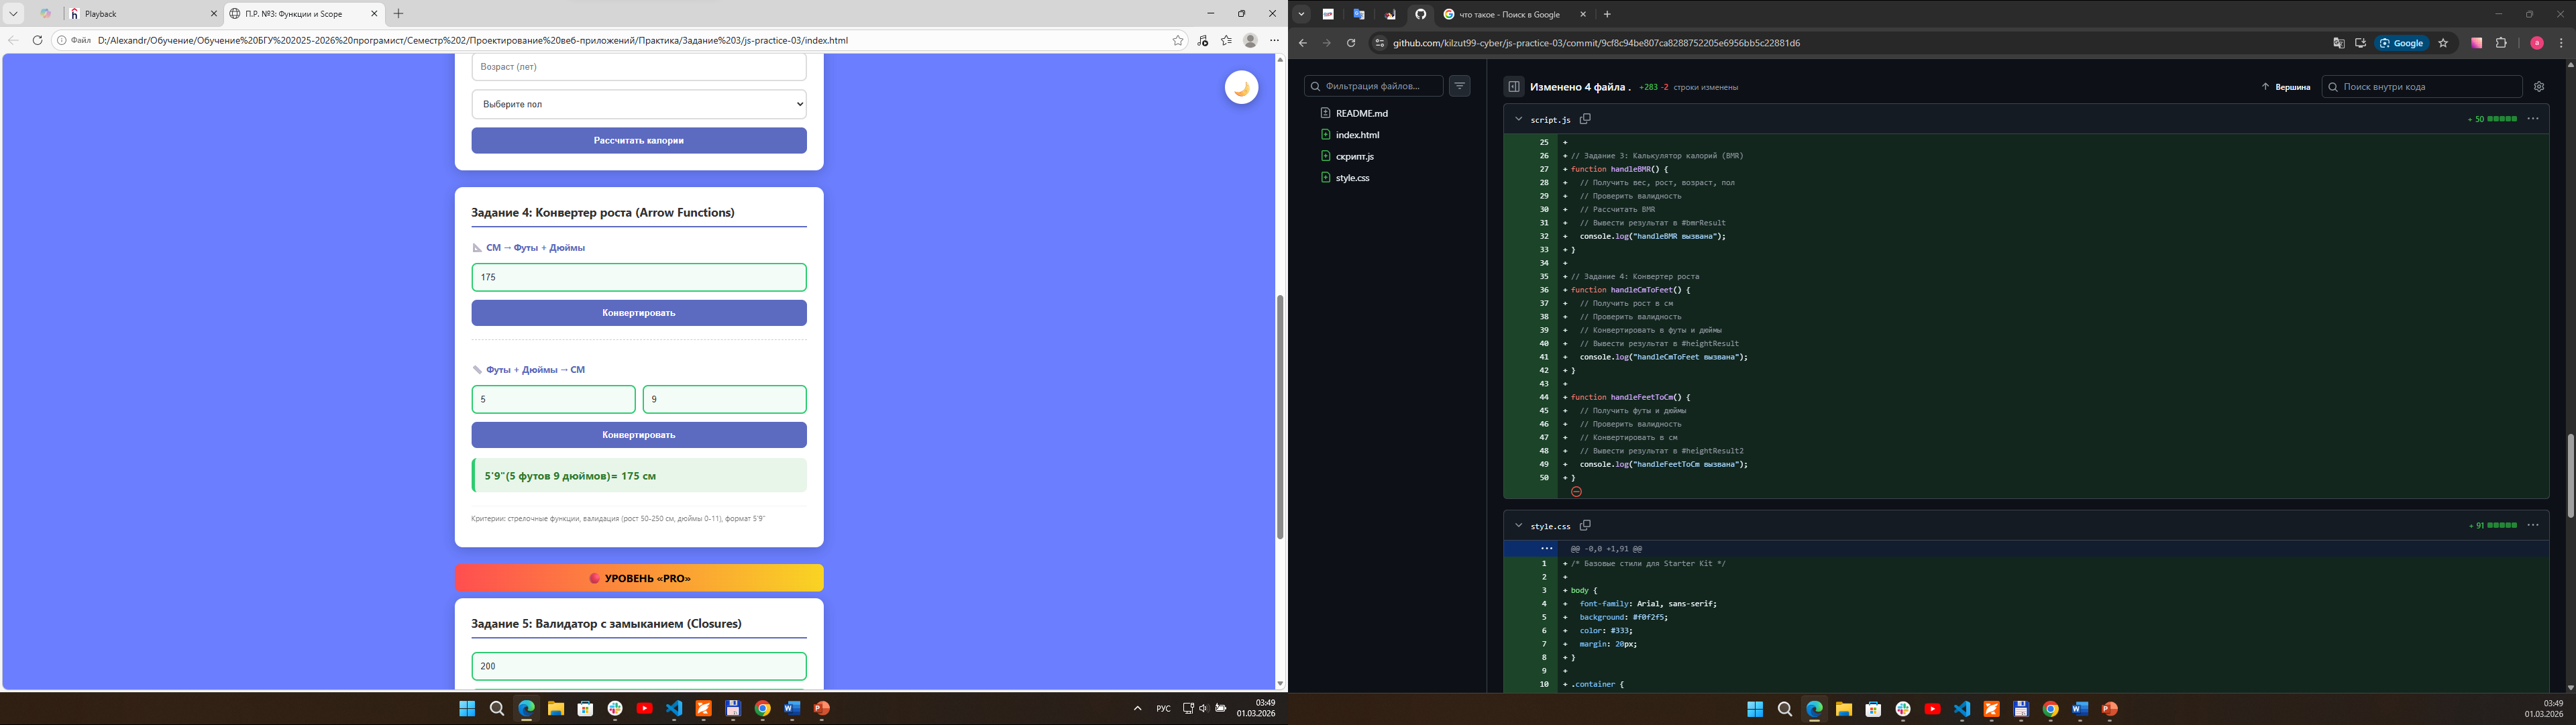 Playback
П.Р. №3: Функции и Scope
Файл
D:/Alexandr/Обучение/Обучение%20БГУ%202025-2026%20програмист/Семестр%202/Проектирование%20веб-приложений/Практика/Задание%203/js-practice-03/index.html
Возраст (лет)
Выберите пол
Рассчитать калории
Задание 4: Конвертер роста (Arrow Functions)
СМ → Футы + Дюймы
175
Конвертировать
Футы + Дюймы → СМ
5
9
Конвертировать
5'9"(5 футов 9 дюймов)= 175 см
Критерии: стрелочные функции, валидация (рост 50-250 см, дюймы 0-11), формат 5'9"
УРОВЕНЬ «PRO»
Задание 5: Валидатор с замыканием (Closures)
200
РУС
03:49
01.03.2026
что такое - Поиск в Google
github.com/kilzut99-cyber/js-practice-03/commit/9cf8c94be807ca8288752205e6956bb5c22881d6
Google
Фильтрация файлов...
README.md
index.html
скрипт.js
style.css
Изменено 4 файла . +283 -2 строки изменены
Вершина
Поиск внутри кода
script.js
+ 50
25 +
26 + // Задание 3: Калькулятор калорий (BMR)
27 + function handleBMR() {
28 + // Получить вес, рост, возраст, пол
29 + // Проверить валидность
30 + // Рассчитать BMR
31 + // Вывести результат в #bmrResult
32 + console.log("handleBMR вызвана");
33 + }
34 +
35 + // Задание 4: Конвертер роста
36 + function handleCmToFeet() {
37 + // Получить рост в см
38 + // Проверить валидность
39 + // Конвертировать в футы и дюймы
40 + // Вывести результат в #heightResult
41 + console.log("handleCmToFeet вызвана");
42 + }
43 +
44 + function handleFeetToCm() {
45 + // Получить футы и дюймы
46 + // Проверить валидность
47 + // Конвертировать в см
48 + // Вывести результат в #heightResult2
49 + console.log("handleFeetToCm вызвана");
50 + }
style.css
+ 91
@@ -0,0 +1,91 @@
1 + /* Базовые стили для Starter Kit */
2 +
3 + body {
4 + font-family: Arial, sans-serif;
5 + background: #f0f2f5;
6 + color: #333;
7 + margin: 20px;
8 + }
9 +
10 + .container {
03:49
01.03.2026